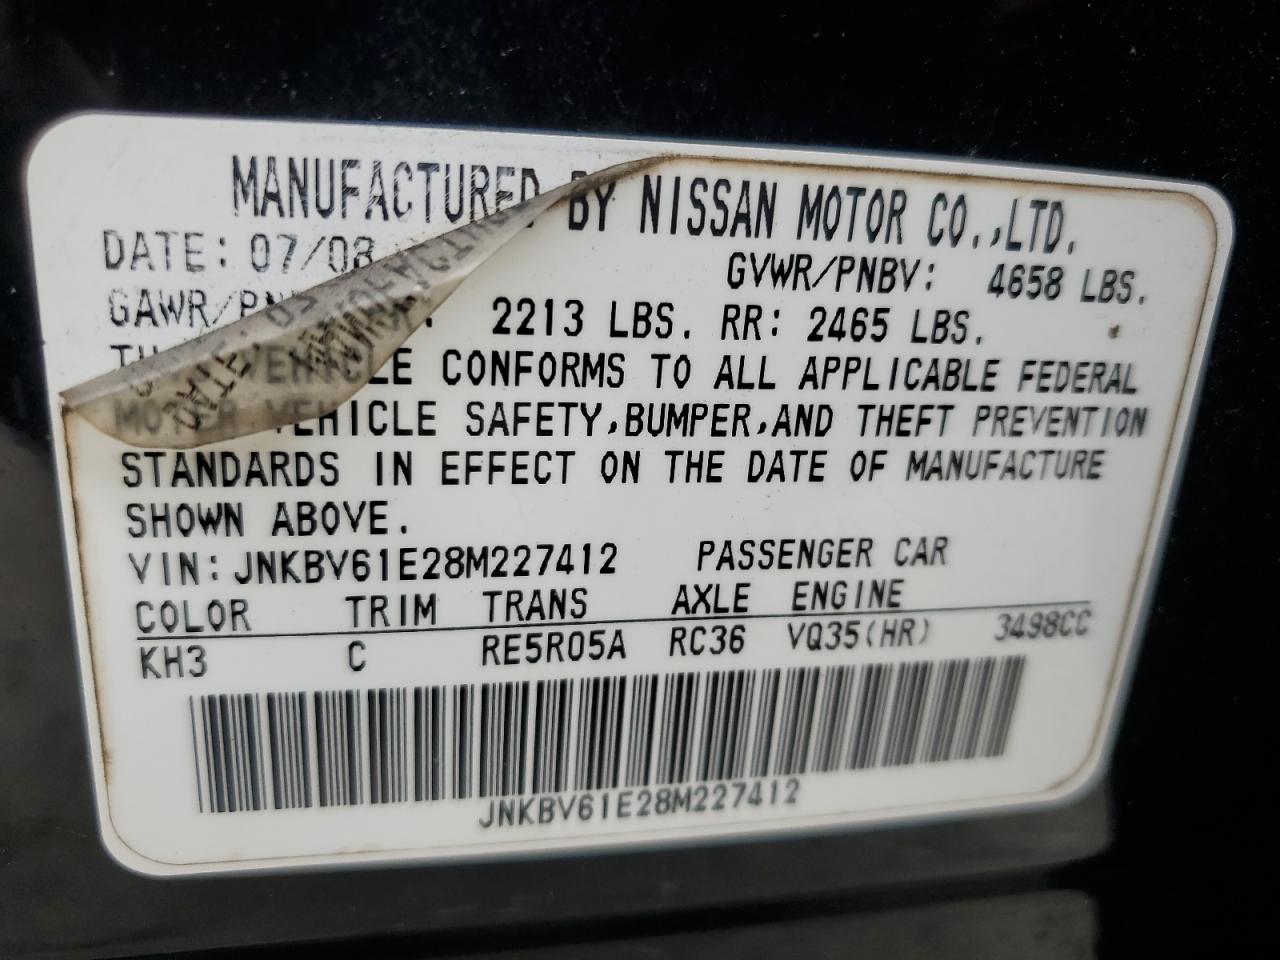 MANUFACTURED BY NISSAN MOTOR CO.,LTD.
DATE: 07/08 GVWR/PNBV: 4658 LBS.
GAWR/ 2213 LBS. RR: 2465 LBS.
VEHICLE CONFORMS TO ALL APPLICABLE FEDERAL
MOTOR VEHICLE SAFETY,BUMPER,AND THEFT PREVENTION
STANDARDS IN EFFECT ON THE DATE OF MANUFACTURE
SHOWN ABOVE.
VIN: JNKBV61E28M227412 PASSENGER CAR
COLOR TRIM TRANS AXLE ENGINE
KH3 C RE5R05A RC36 VQ35(HR) 3498CC
JNKBV61E28M227412